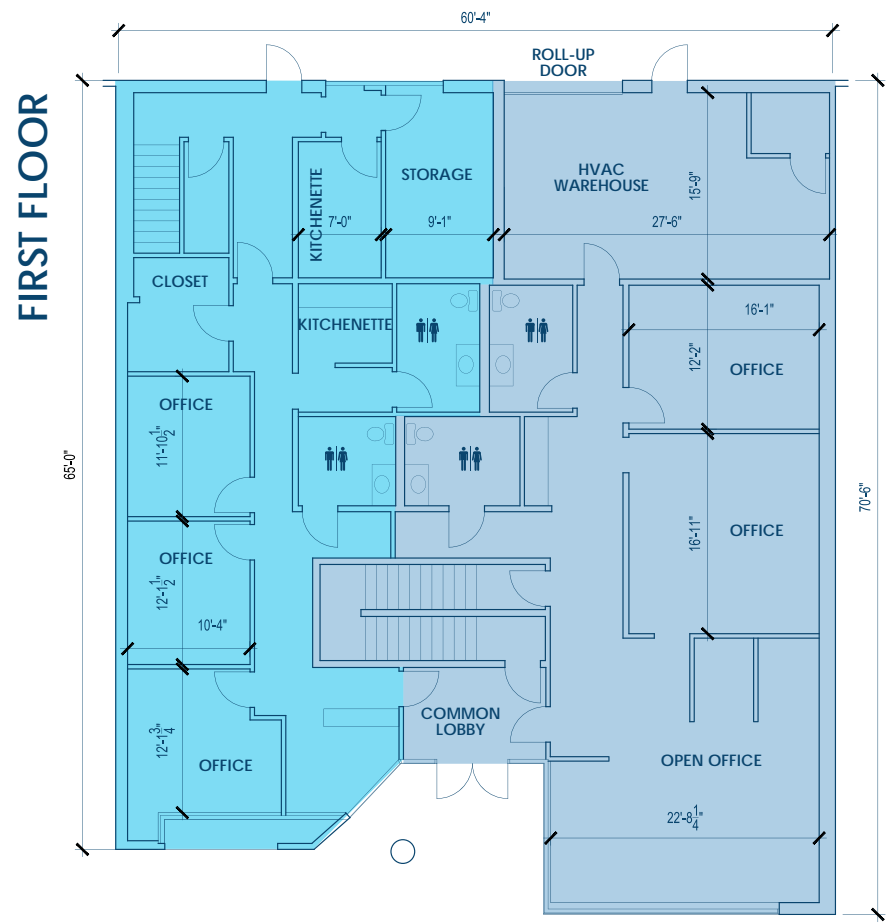 60'-4"
ROLL-UP
DOOR
FIRST FLOOR
KITCHENETTE
STORAGE
HVAC
WAREHOUSE
15'-9"
7'-0"
9'-1"
27'-6"
CLOSET
KITCHENETTE
16'-1"
12'-2"
OFFICE
OFFICE
11'-10 1/2"
65'-0"
70'-6"
16'-11"
OFFICE
OFFICE
12'-1 1/2"
10'-4"
12'-1 3/4"
OFFICE
COMMON
LOBBY
OPEN OFFICE
22'-8 1/4"